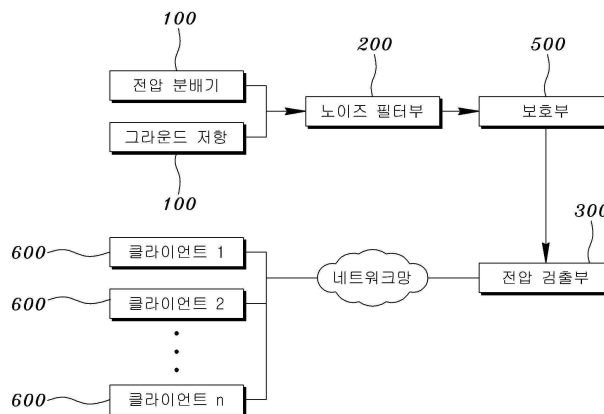 100
전압 분배기
200
500
노이즈 필터부
보호부
그라운드 저항
100
300
600
클라이언트 1
네트워크망
전압 검출부
600
클라이언트 2
600
클라이언트 n